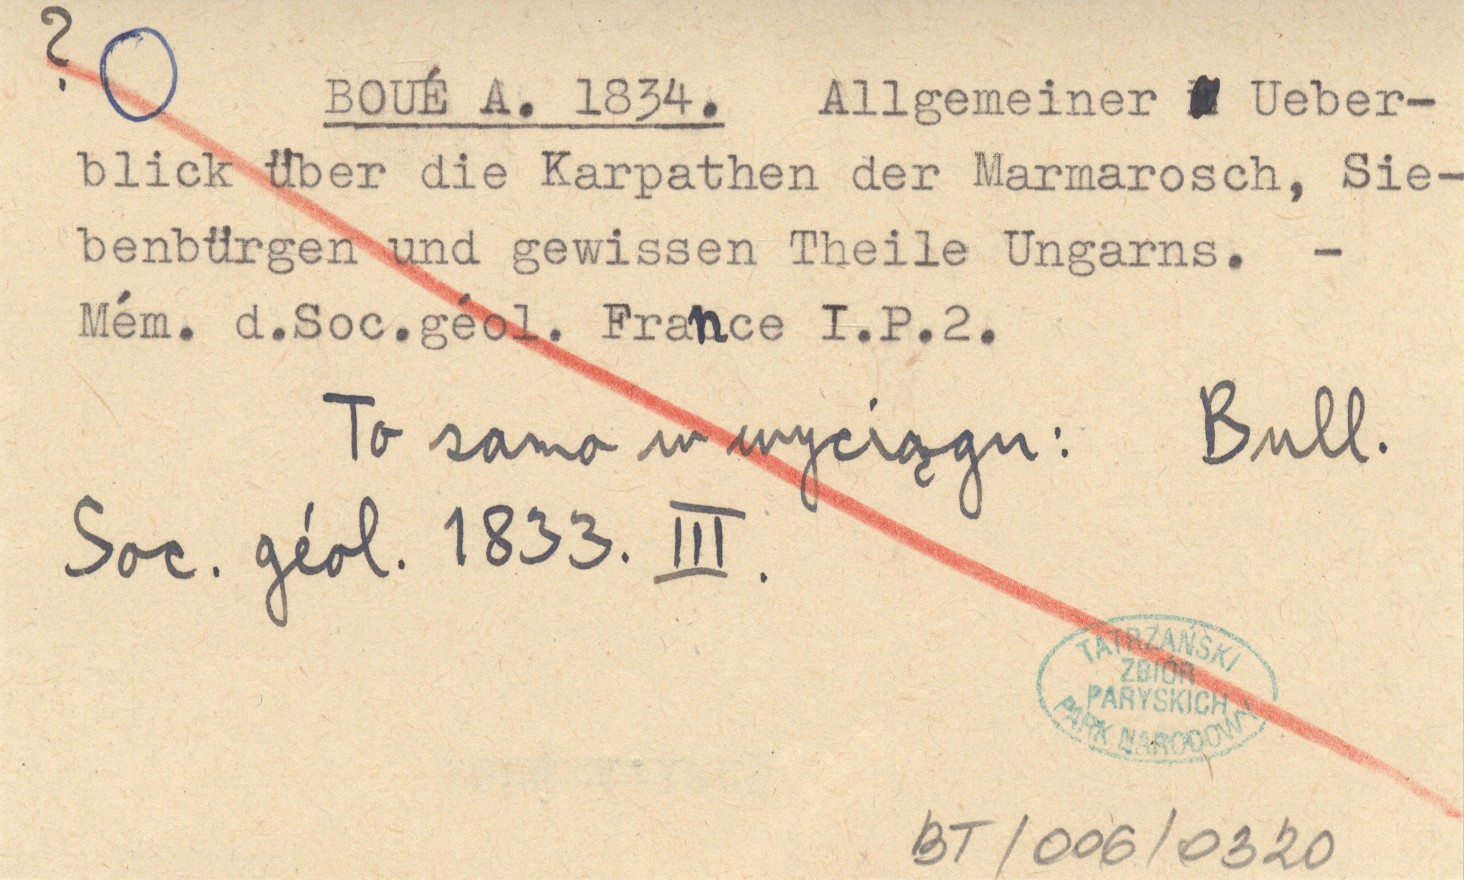 ?
BOUÉ A. 1834. Allgemeiner Ueber-
blick über die Karpathen der Marmarosch, Sie-
benbürgen und gewissen Theile Ungarns. -
Mém. d.Soc.géol. France I.P.2.
To samo w wyciągu: Bull.
Soc. géol. 1833. III.
TATRZAŃSKI
ZBIÓR
PARYSKICH
PARK NARODOWY
BT/006/0320